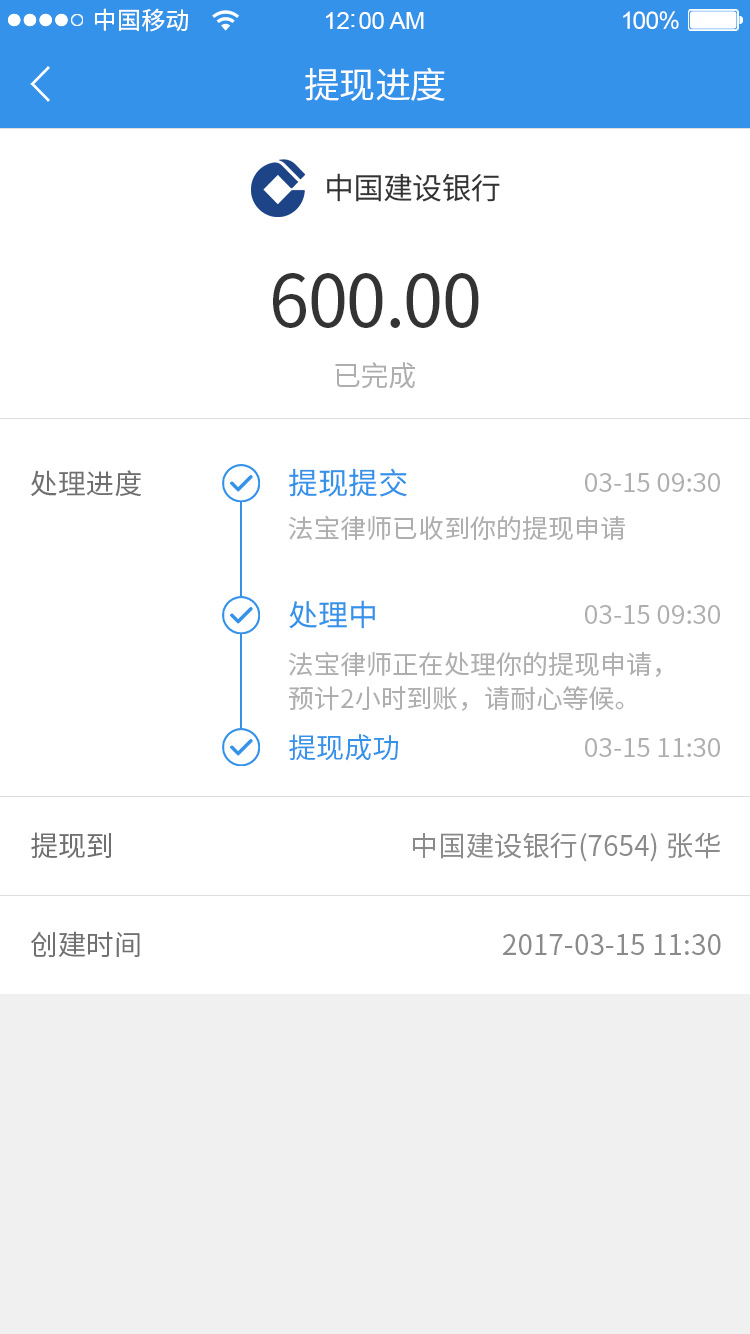 中国移动 12:00 AM 100%
提现进度
中国建设银行
600.00
已完成
处理进度 提现提交 03-15 09:30
法宝律师已收到你的提现申请
处理中 03-15 09:30
法宝律师正在处理你的提现申请，
预计2小时到账，请耐心等候。
提现成功 03-15 11:30
提现到 中国建设银行(7654) 张华
创建时间 2017-03-15 11:30